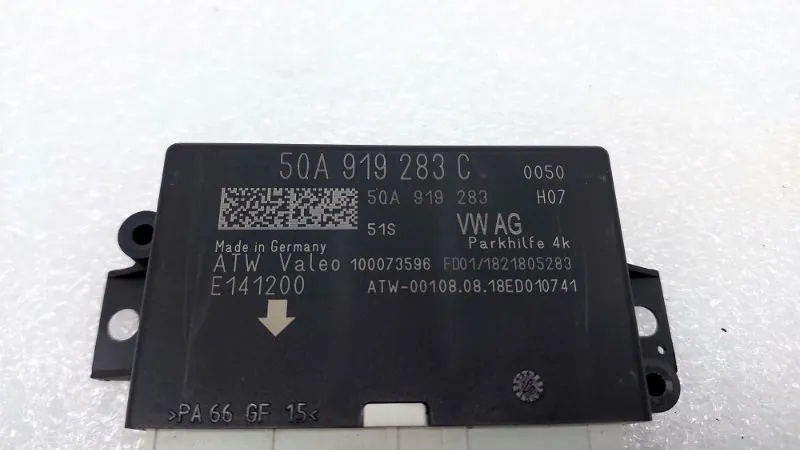 5QA 919 283 C 0050
5QA 919 283 H07
51S VW AG
Made in Germany Parkhilfe 4k
ATW Valeo 100073596 FD01/1821805283
E141200 ATW-00108.08.18ED010741
>PA 66 GF 15<